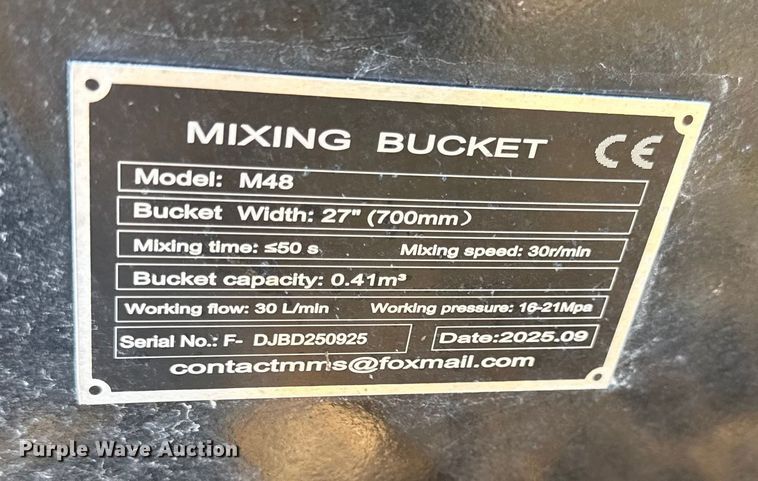 MIXING BUCKET CE
Model: M48
Bucket Width: 27" (700mm）
Mixing time: ≤50 s Mixing speed: 30r/min
Bucket capacity: 0.41m³
Working flow: 30 L/min Working pressure: 16-21Mpa
Serial No.: F- DJBD250925 Date:2025.09
contactmms@foxmail.com
Purple Wave Auction